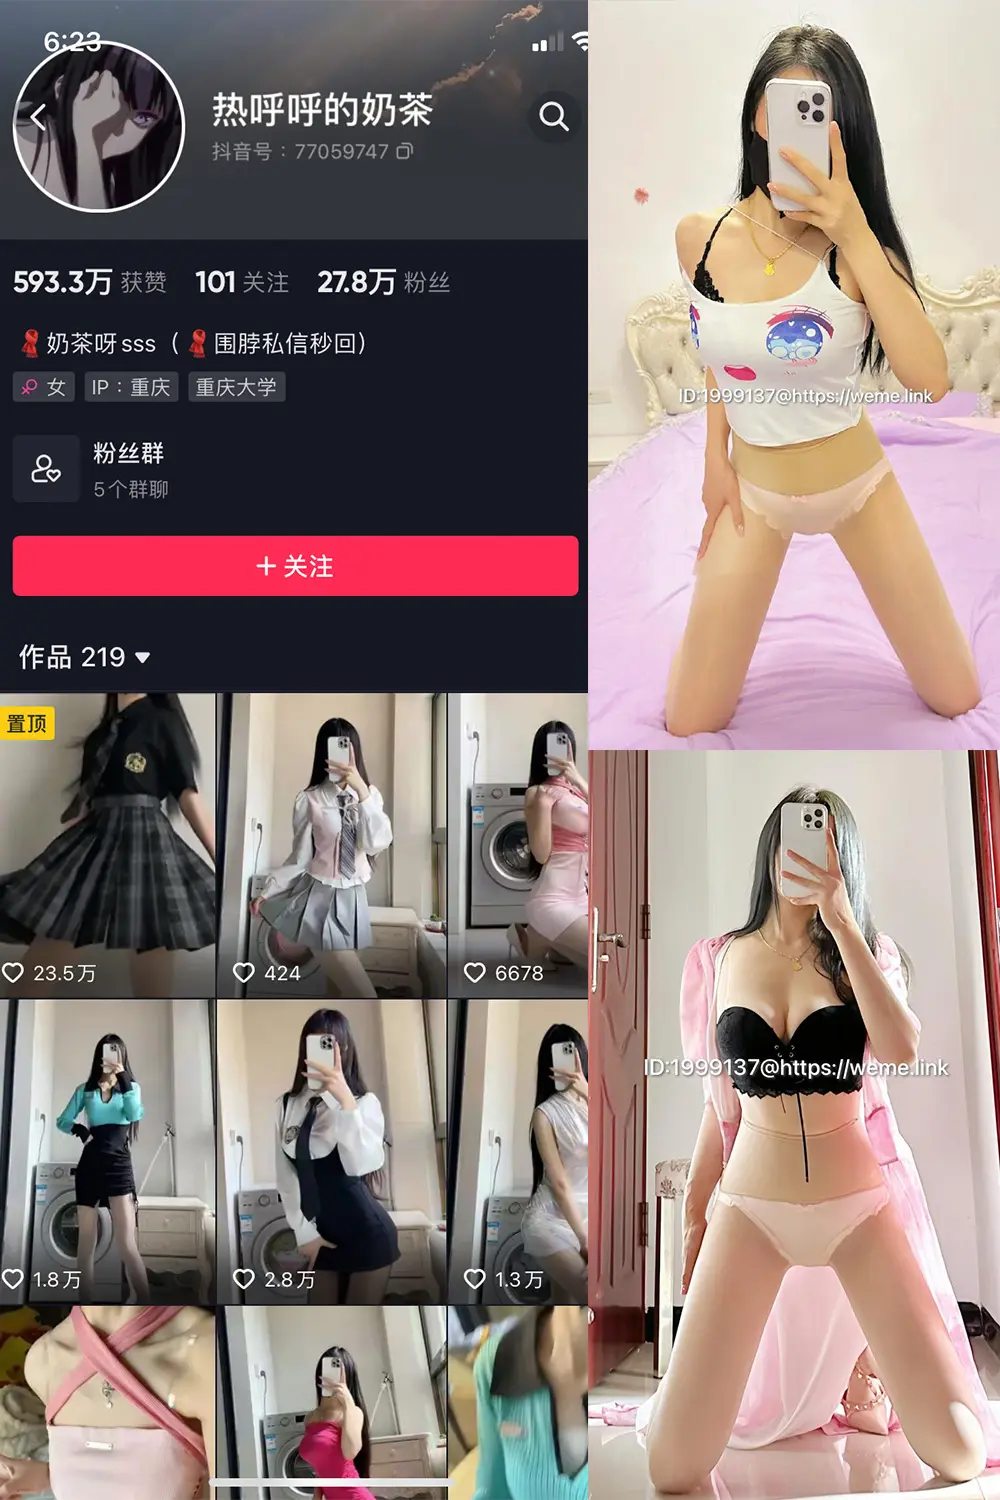 6:23
热呼呼的奶茶
抖音号：77059747
593.3万 获赞 101 关注 27.8万 粉丝
奶茶呀sss（围脖私信秒回）
女 IP：重庆 重庆大学
粉丝群
5个群聊
+ 关注
作品 219
置顶
23.5万 424 6678
1.8万 2.8万 1.3万
ID:1999137@https://weme.link
ID:1999137@https://weme.link